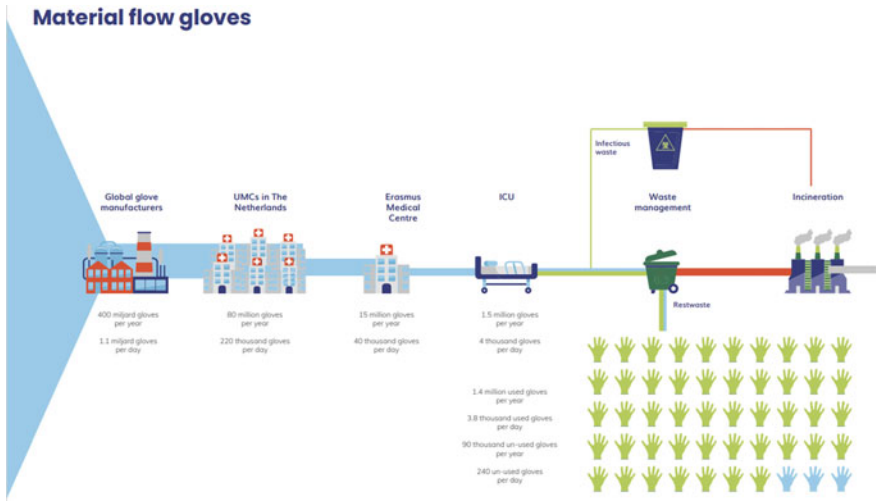 Material flow gloves
Infectious
waste
Global glove
manufacturers
UMCs in The
Netherlands
Erasmus
Medical
Centre
ICU
Waste
management
Incineration
Restwaste
400 miljard gloves
per year
1.1 miljard gloves
per day
80 million gloves
per year
220 thousand gloves
per day
15 million gloves
per year
40 thousand gloves
per day
1.5 million gloves
per year
4 thousand gloves
per day
1.4 million used gloves
per year
3.8 thousand used gloves
per day
90 thousand un-used gloves
per year
240 un-used gloves
per day